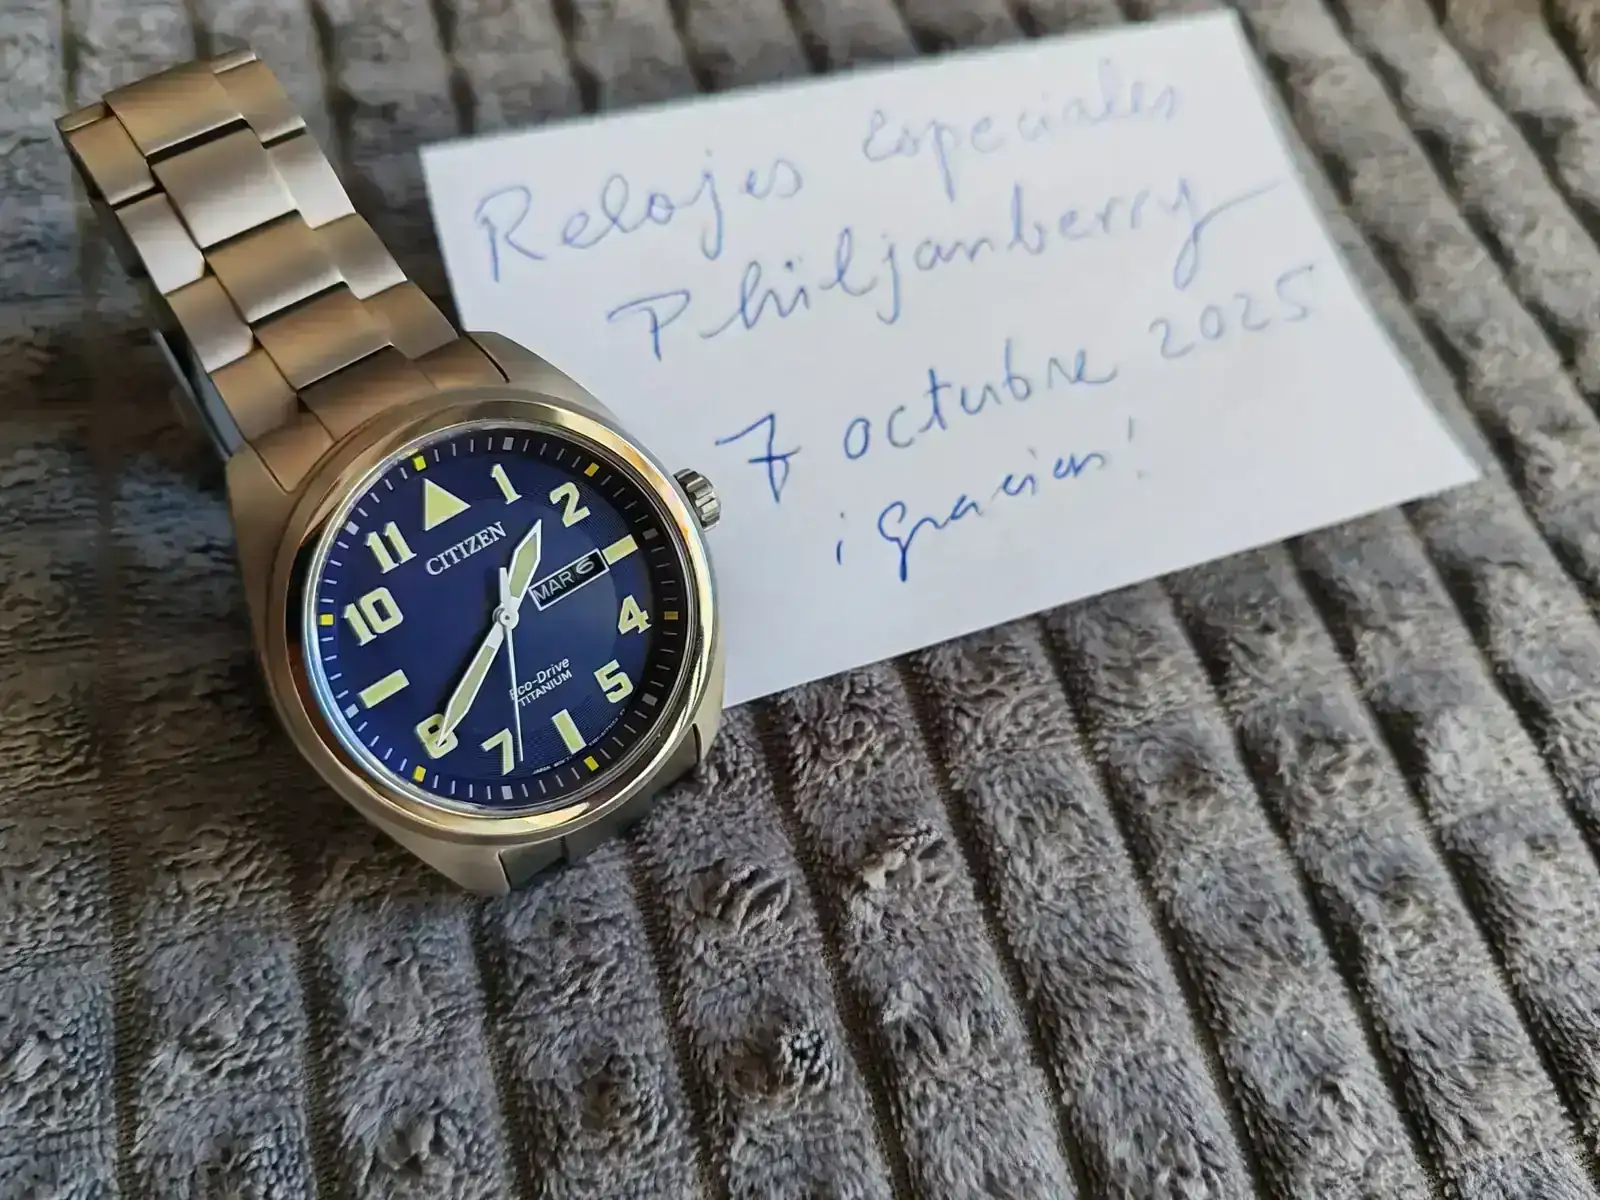 Relojes especiales
Philjanberry
7 octubre 2025
¡gracias!
1
2
4
5
7
8
10
11
CITIZEN
MAR 6
Eco-Drive
TITANIUM